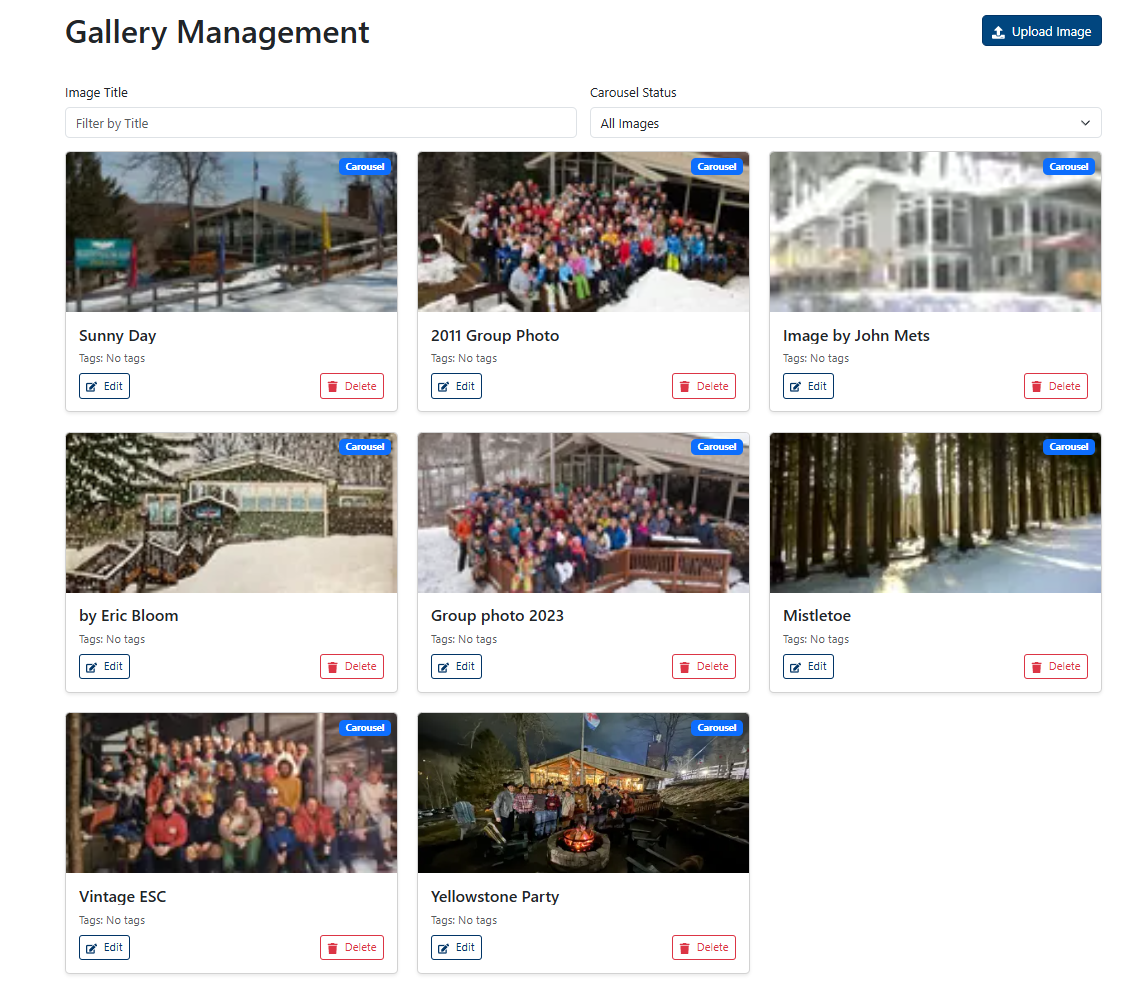 Gallery Management
Upload Image
Image Title
Carousel Status
Filter by Title
All Images
Carousel
Carousel
Carousel
Sunny Day
2011 Group Photo
Image by John Mets
Tags: No tags
Tags: No tags
Tags: No tags
Edit
Delete
Edit
Delete
Edit
Delete
Carousel
Carousel
Carousel
by Eric Bloom
Group photo 2023
Mistletoe
Tags: No tags
Tags: No tags
Tags: No tags
Edit
Delete
Edit
Delete
Edit
Delete
Carousel
Carousel
Vintage ESC
Yellowstone Party
Tags: No tags
Tags: No tags
Edit
Delete
Edit
Delete